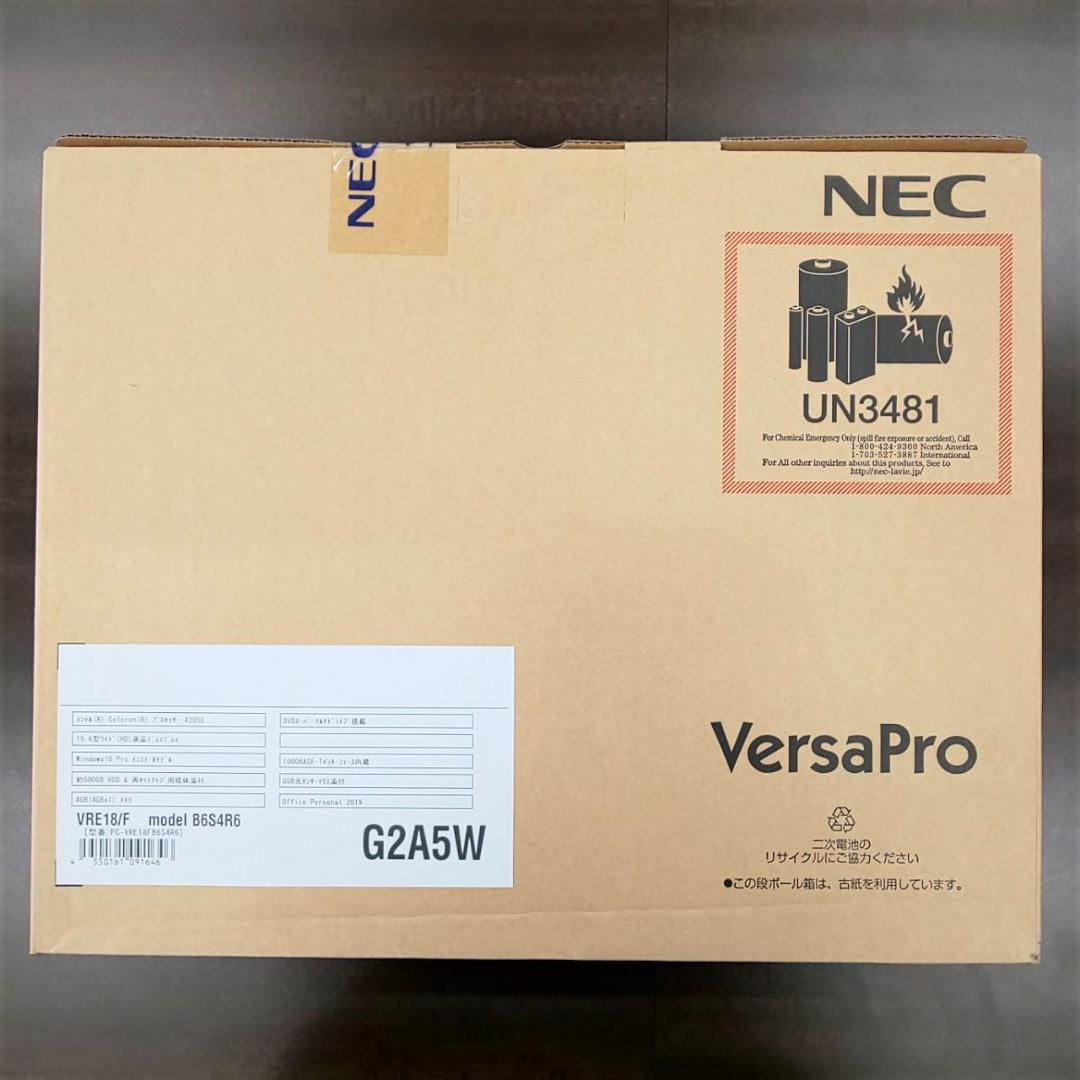 NEC
NEC
UN3481
For Chemical Emergency Only (spill fire exposure or accident), Call
1-800-424-9300 North America
1-703-527-3887 International
For All other inquiries about this products, See to
http://nec-lavie.jp/
インテル(R) Celeron(R) プロセッサー 4205U
15.6型ワイド(HD)液晶ディスプレイ
Windows10 Pro インストールモデル
約500GB HDD & 再セットアップ用媒体添付
4GB(4GBx1)メモリ
DVDスーパーマルチドライブ搭載
1000BASE-Tインターフェース内蔵
USB光センサーマウス添付
Office Personal 2019
VRE18/F model B6S4R6
[型番:PC-VRE18FB6S4R6]
4 550161 091646
G2A5W
VersaPro
二次電池の
リサイクルにご協力ください
●この段ボール箱は、古紙を利用しています。